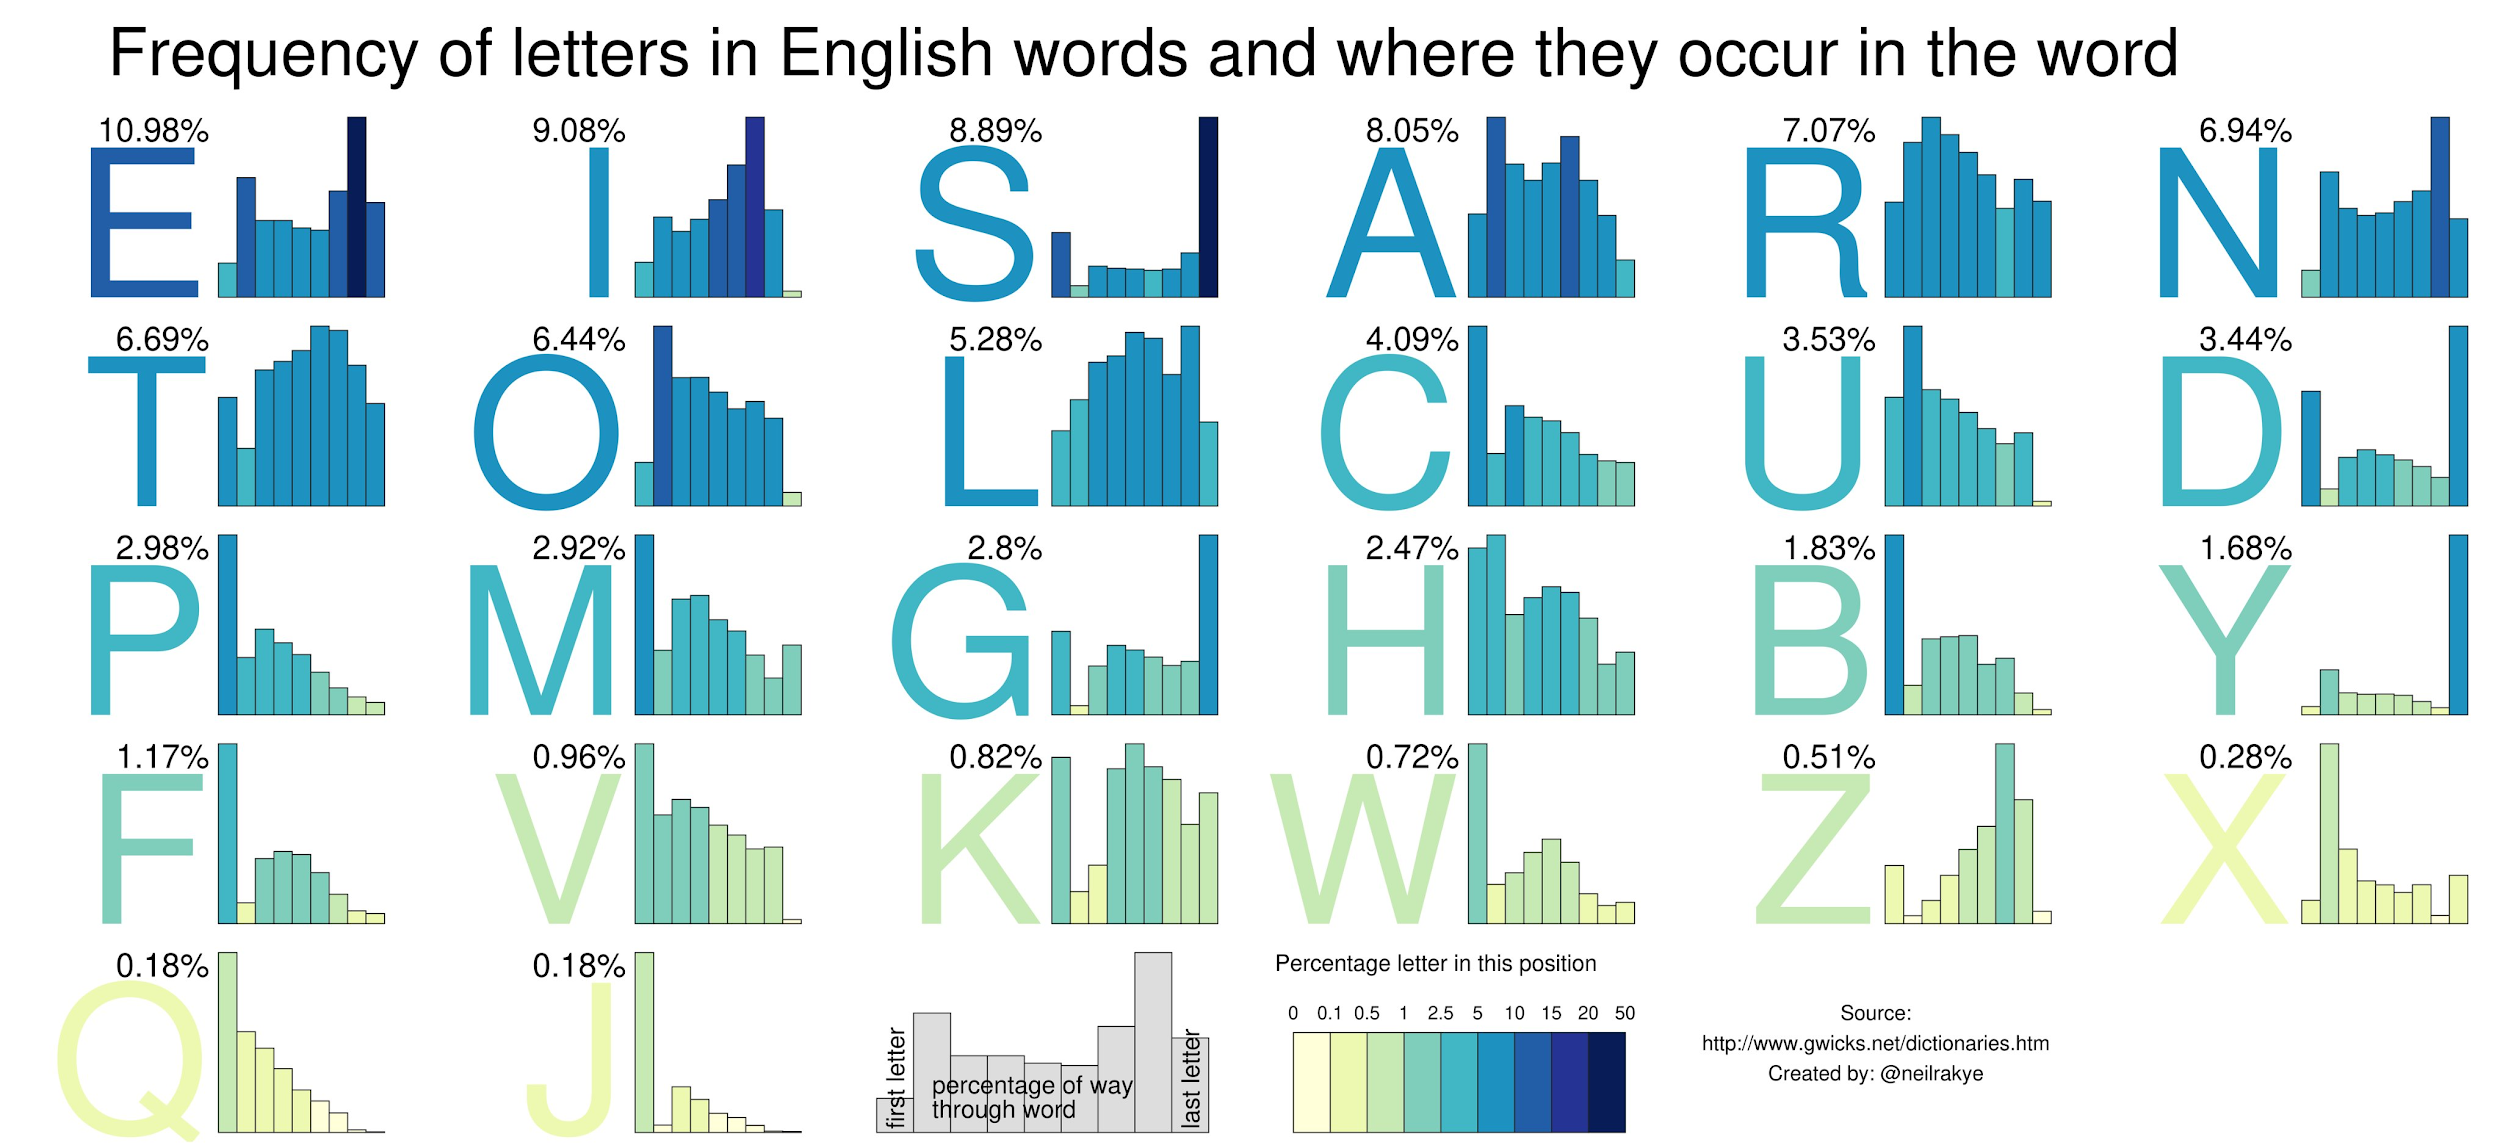 Frequency of letters in English words and where they occur in the word
10.98%
E
9.08%
I
8.89%
S
8.05%
A
7.07%
R
6.94%
N
6.69%
T
6.44%
O
5.28%
L
4.09%
C
3.53%
U
3.44%
D
2.98%
P
2.92%
M
2.8%
G
2.47%
H
1.83%
B
1.68%
Y
1.17%
F
0.96%
V
0.82%
K
0.72%
W
0.51%
Z
0.28%
X
0.18%
Q
0.18%
J
first letter
percentage of way
through word
last letter
Percentage letter in this position
0 0.1 0.5 1 2.5 5 10 15 20 50
Source:
http://www.gwicks.net/dictionaries.htm
Created by: @neilrakye